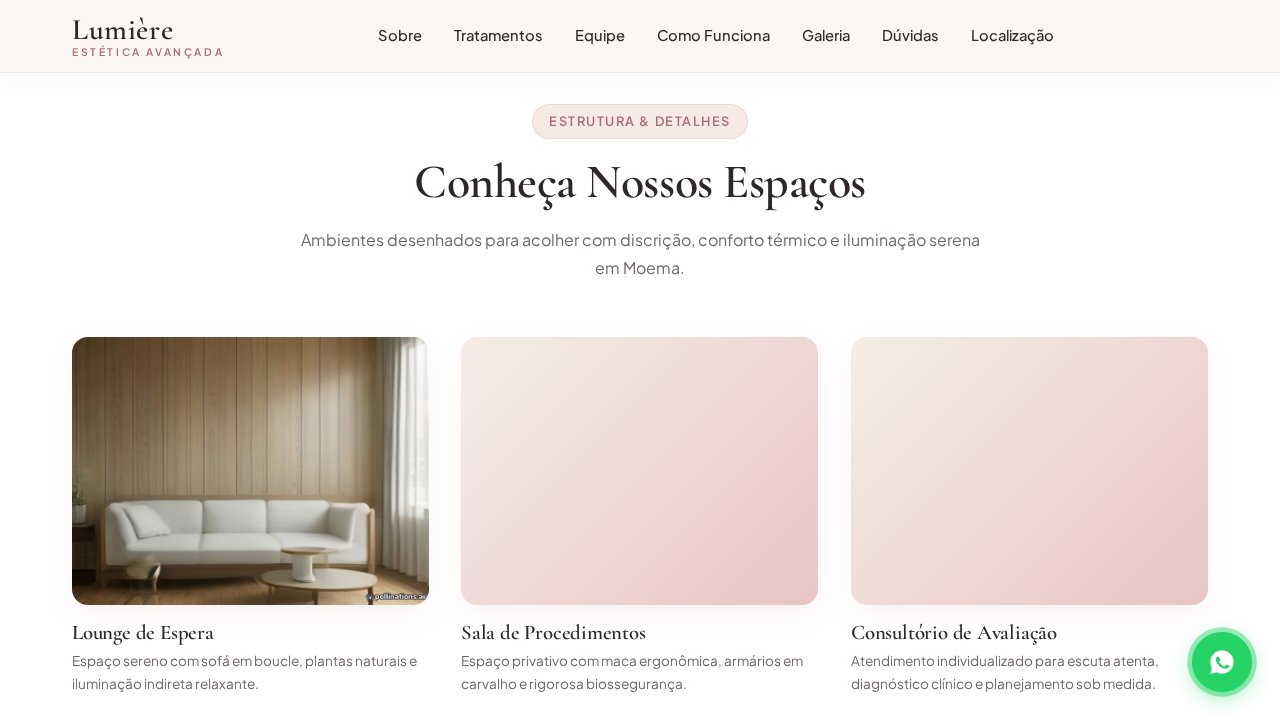 Lumière
ESTÉTICA AVANÇADA
Sobre
Tratamentos
Equipe
Como Funciona
Galeria
Dúvidas
Localização
ESTRUTURA & DETALHES
Conheça Nossos Espaços
Ambientes desenhados para acolher com discrição, conforto térmico e iluminação serena
em Moema.
pollinations.ai
Lounge de Espera
Espaço sereno com sofá em boucle, plantas naturais e
iluminação indireta relaxante.
Sala de Procedimentos
Espaço privativo com maca ergonômica, armários em
carvalho e rigorosa biossegurança.
Consultório de Avaliação
Atendimento individualizado para escuta atenta,
diagnóstico clínico e planejamento sob medida.